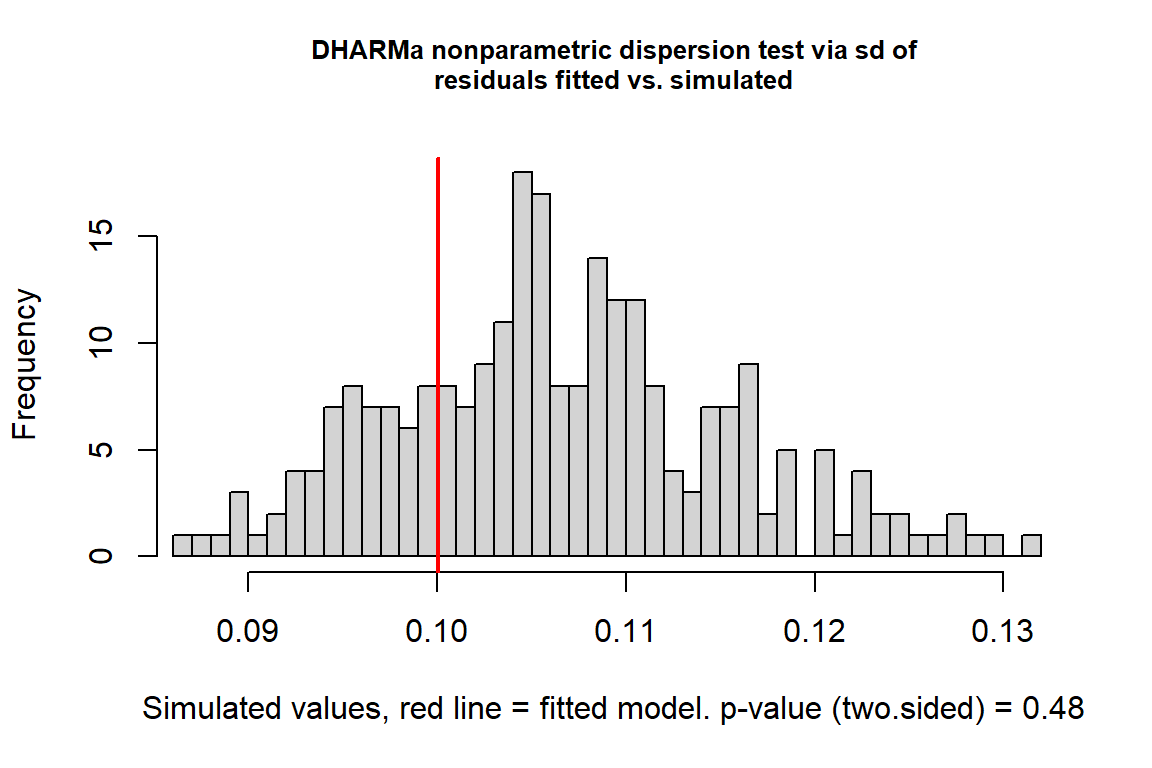 DHARMa nonparametric dispersion test via sd of
residuals fitted vs. simulated
Frequency
15
10
5
0
0.09 0.10 0.11 0.12 0.13
Simulated values, red line = fitted model. p-value (two.sided) = 0.48